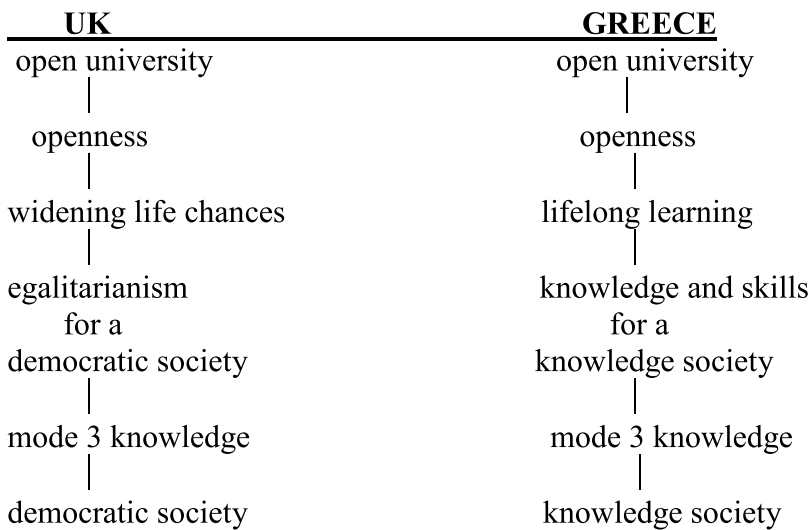 UK GREECE
open university open university
openness openness
widening life chances lifelong learning
egalitarianism knowledge and skills
for a for a
democratic society knowledge society
mode 3 knowledge mode 3 knowledge
democratic society knowledge society